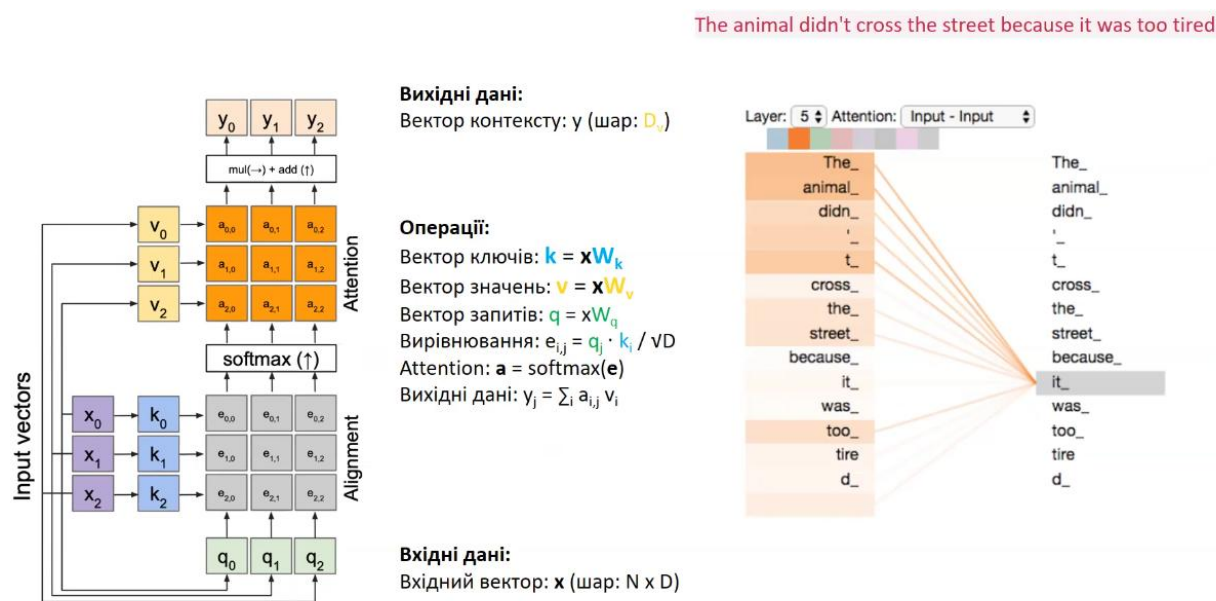 The animal didn't cross the street because it was too tired
y₀ y₁ y₂
mul(→) + add (↑)
v₀ a₀,₀ a₀,₁ a₀,₂
v₁ a₁,₀ a₁,₁ a₁,₂
v₂ a₂,₀ a₂,₁ a₂,₂
Attention
softmax (↑)
x₀ k₀ e₀,₀ e₀,₁ e₀,₂
x₁ k₁ e₁,₀ e₁,₁ e₁,₂
x₂ k₂ e₂,₀ e₂,₁ e₂,₂
Alignment
Input vectors
q₀ q₁ q₂
Вихідні дані:
Вектор контексту: y (шар: Dᵥ)
Операції:
Вектор ключів: k = xWₖ
Вектор значень: v = xWᵥ
Вектор запитів: q = xW_q
Вирівнювання: eᵢ,ⱼ = qⱼ · kᵢ / √D
Attention: a = softmax(e)
Вихідні дані: yⱼ = ∑ᵢ aᵢ,ⱼ vᵢ
Вхідні дані:
Вхідний вектор: x (шар: N x D)
Layer: 5 Attention: Input - Input
The_ The_
animal_ animal_
didn_ didn_
'_ '_
t_ t_
cross_ cross_
the_ the_
street_ street_
because_ because_
it_ it_
was_ was_
too_ too_
tire tire
d_ d_